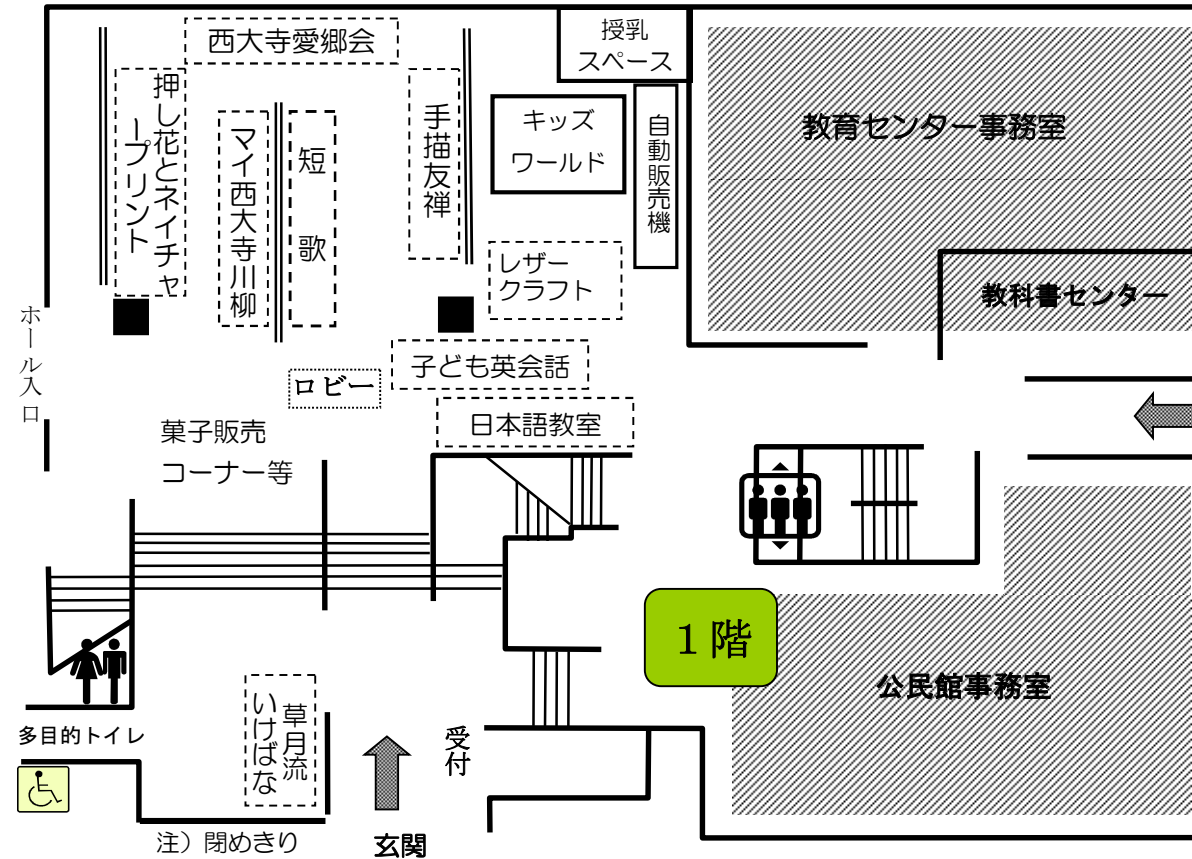 西大寺愛郷会
授乳
スペース
押し花とネイチャ
ープリント
マイ西大寺川柳
短歌
手描友禅
キッズ
ワールド
自動販売機
教育センター事務室
レザー
クラフト
教科書センター
ホール入口
子ども英会話
ロビー
日本語教室
菓子販売
コーナー等
1階
公民館事務室
多目的トイレ
草月流
いけばな
受付
注）閉めきり
玄関